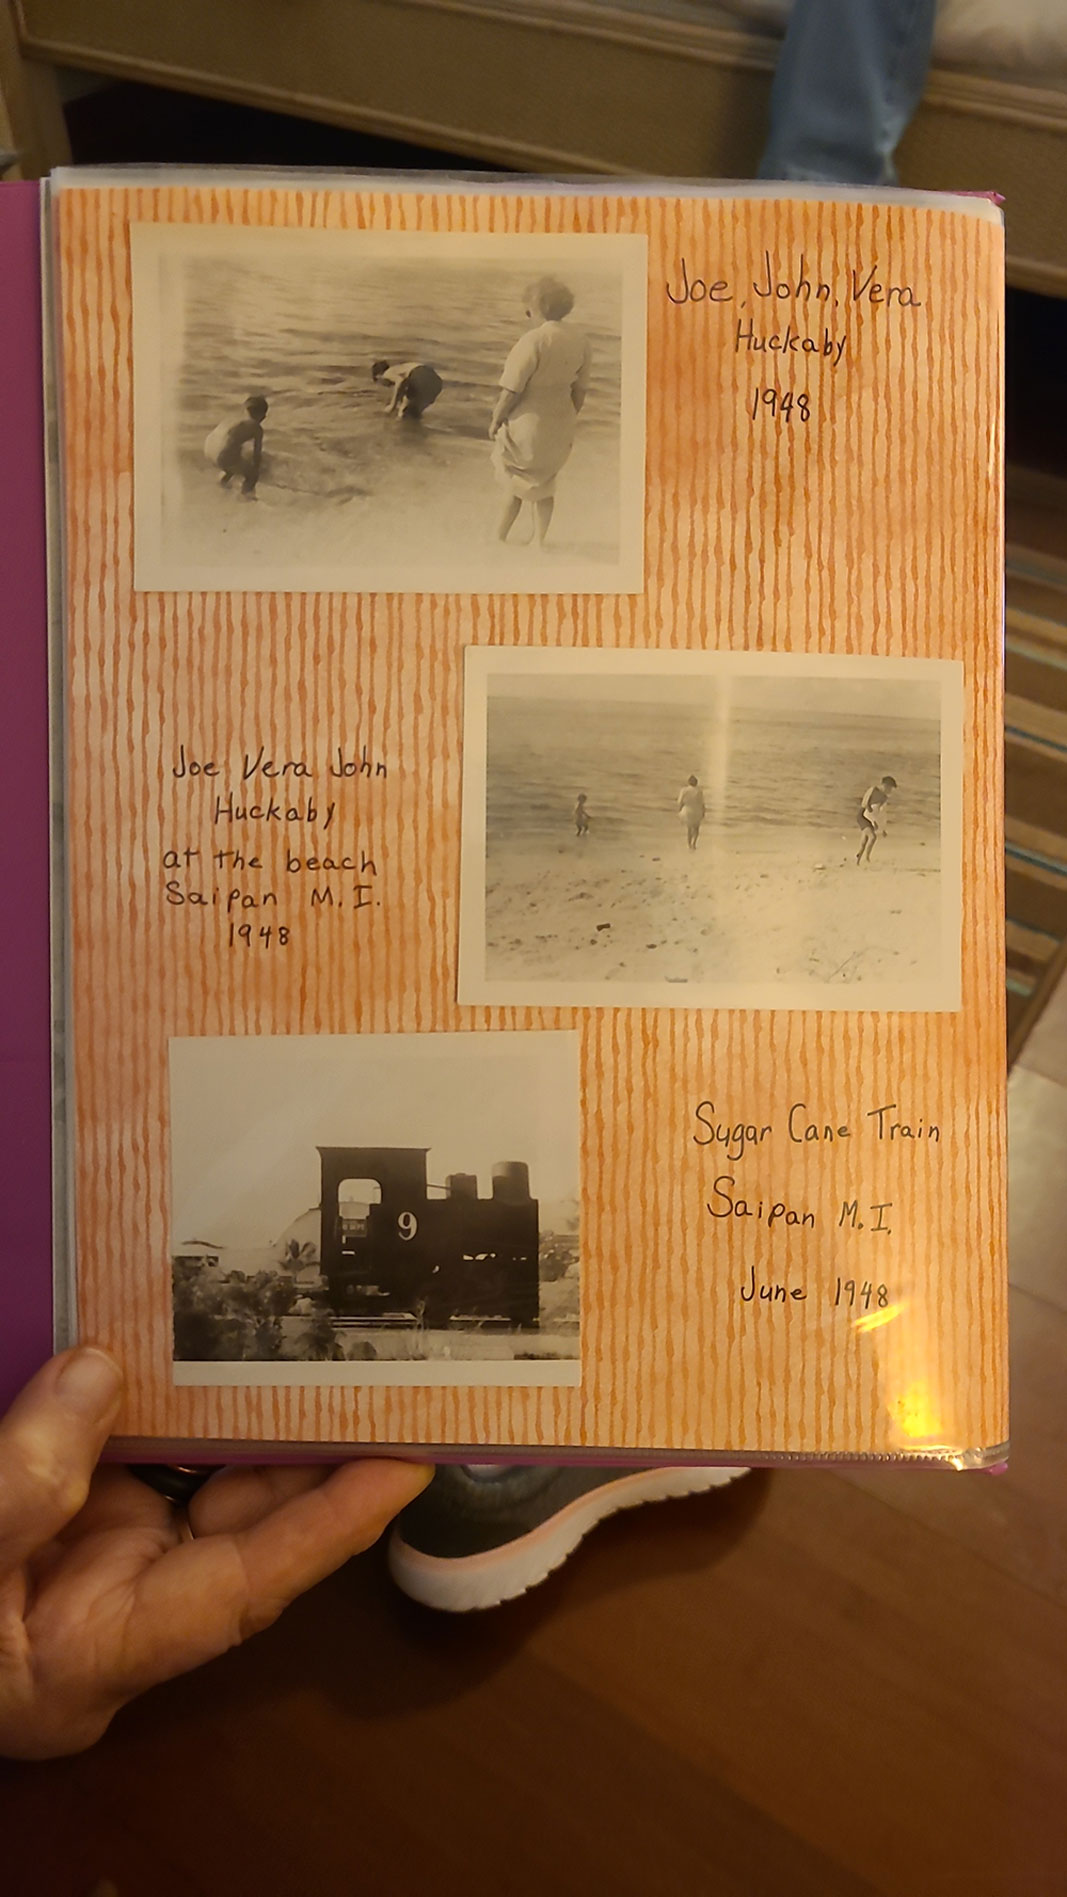 Joe, John, Vera
Huckaby
1948
Joe Vera John
Huckaby
at the beach
Saipan M.I.
1948
9
Sugar Cane Train
Saipan M.I.
June 1948